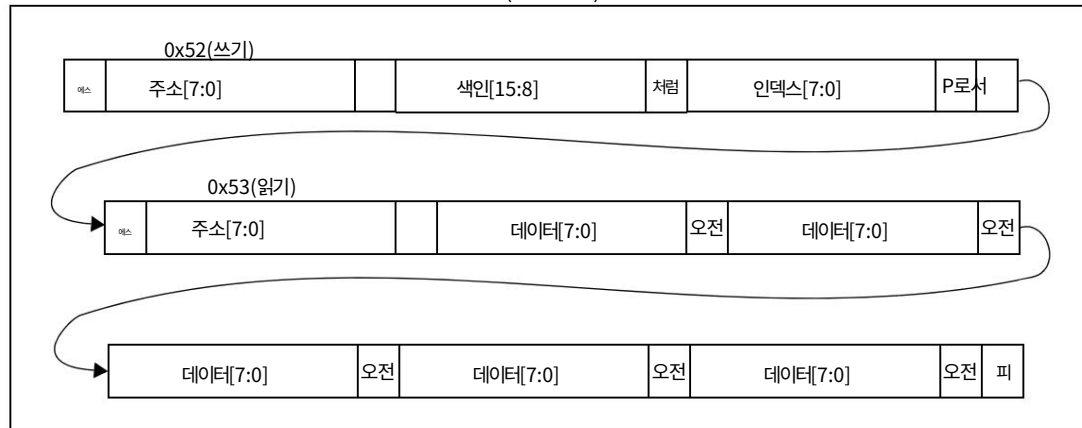 0x52(쓰기)
에스 주소[7:0] 색인[15:8] 처럼 인덱스[7:0] P로서
0x53(읽기)
에스 주소[7:0] 데이터[7:0] 오전 데이터[7:0] 오전
데이터[7:0] 오전 데이터[7:0] 오전 데이터[7:0] 오전 피